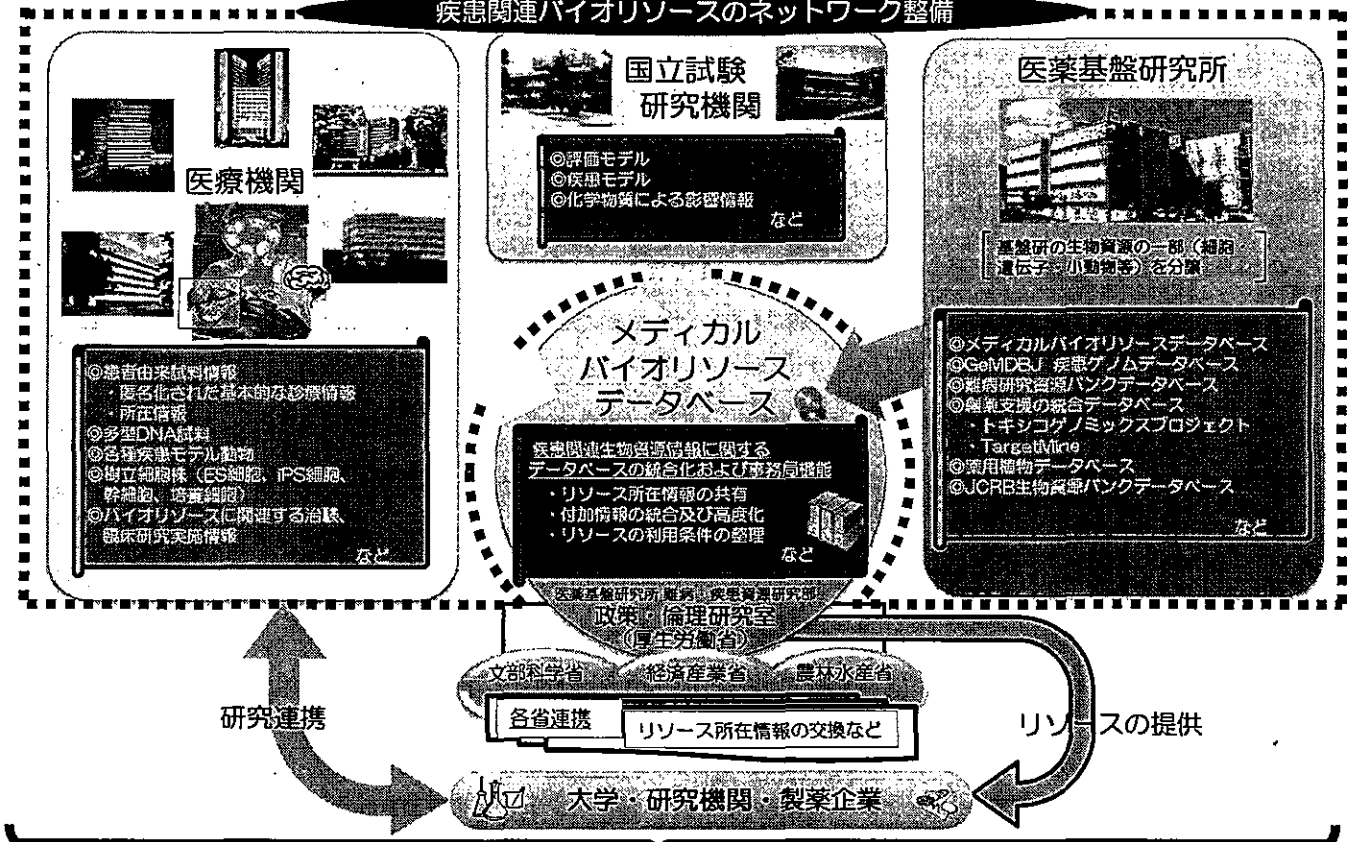 疾患関連バイオリソースのネットワーク整備
医療機関
◎患者由来試料情報
・匿名化された基本的な診療情報
・所在情報
◎多型DNA試料
◎各種疾患モデル動物
◎樹立細胞株（ES細胞、iPS細胞、
幹細胞、培養細胞）
◎バイオリソースに関連する治験、
臨床研究実施情報
など
国立試験
研究機関
◎評価モデル
◎疾患モデル
◎化学物質による影響情報
など
医薬基盤研究所
基盤研の生物資源の一部（細胞・
遺伝子・小動物等）を分譲
◎メディカルバイオリソースデータベース
◎GeMDBJ 疾患ゲノムデータベース
◎難病研究資源バンクデータベース
◎創薬支援の統合データベース
・トキシコゲノミックスプロジェクト
・TargetMine
◎薬用植物データベース
◎JCRB生物資源バンクデータベース
など
メディカル
バイオリソース
データベース
疾患関連生物資源情報に関する
データベースの統合化および事務局機能
・リソース所在情報の共有
・付加情報の統合及び高度化
・リソースの利用条件の整理
など
医薬基盤研究所 難病・疾患資源研究部
政策・倫理研究室
（厚生労働省）
文部科学省
経済産業省
農林水産省
各省連携
リソース所在情報の交換など
研究連携
リソースの提供
大学・研究機関・製薬企業